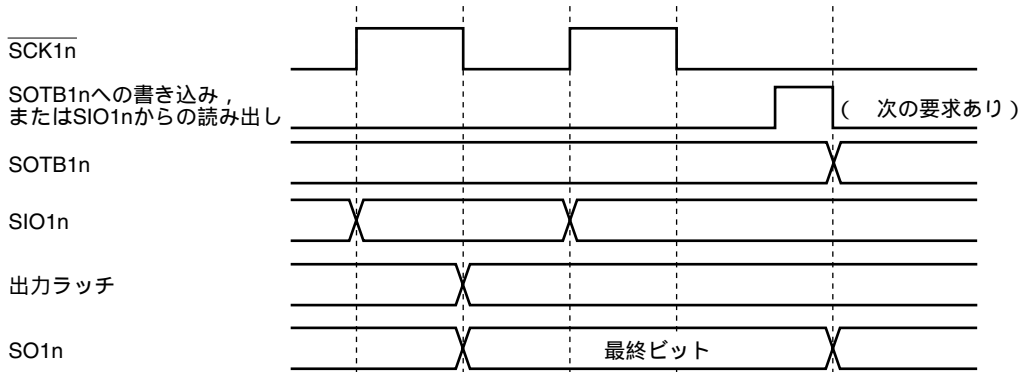 SCK1n
SOTB1nへの書き込み，
またはSIO1nからの読み出し
(　次の要求あり)
SOTB1n
SIO1n
出力ラッチ
SO1n
最終ビット